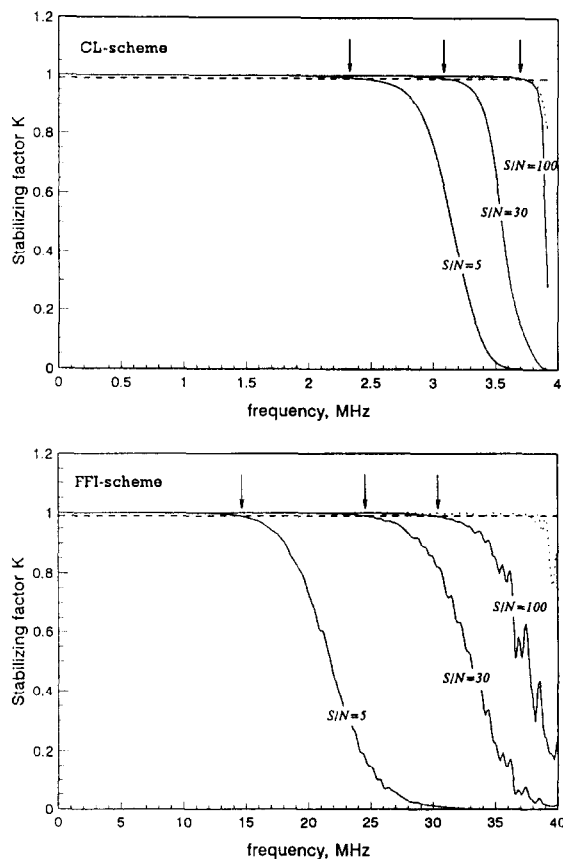 1.2
CL-scheme
1
0.8
0.6
0.4
0.2
0
Stabilizing factor K
S/N=100
S/N=30
S/N=5
0 0.5 1 1.5 2 2.5 3 3.5 4
frequency, MHz
1.2
FFI-scheme
1
0.8
0.6
0.4
0.2
0
Stabilizing factor K
S/N=100
S/N=30
S/N=5
0 5 10 15 20 25 30 35 40
frequency, MHz